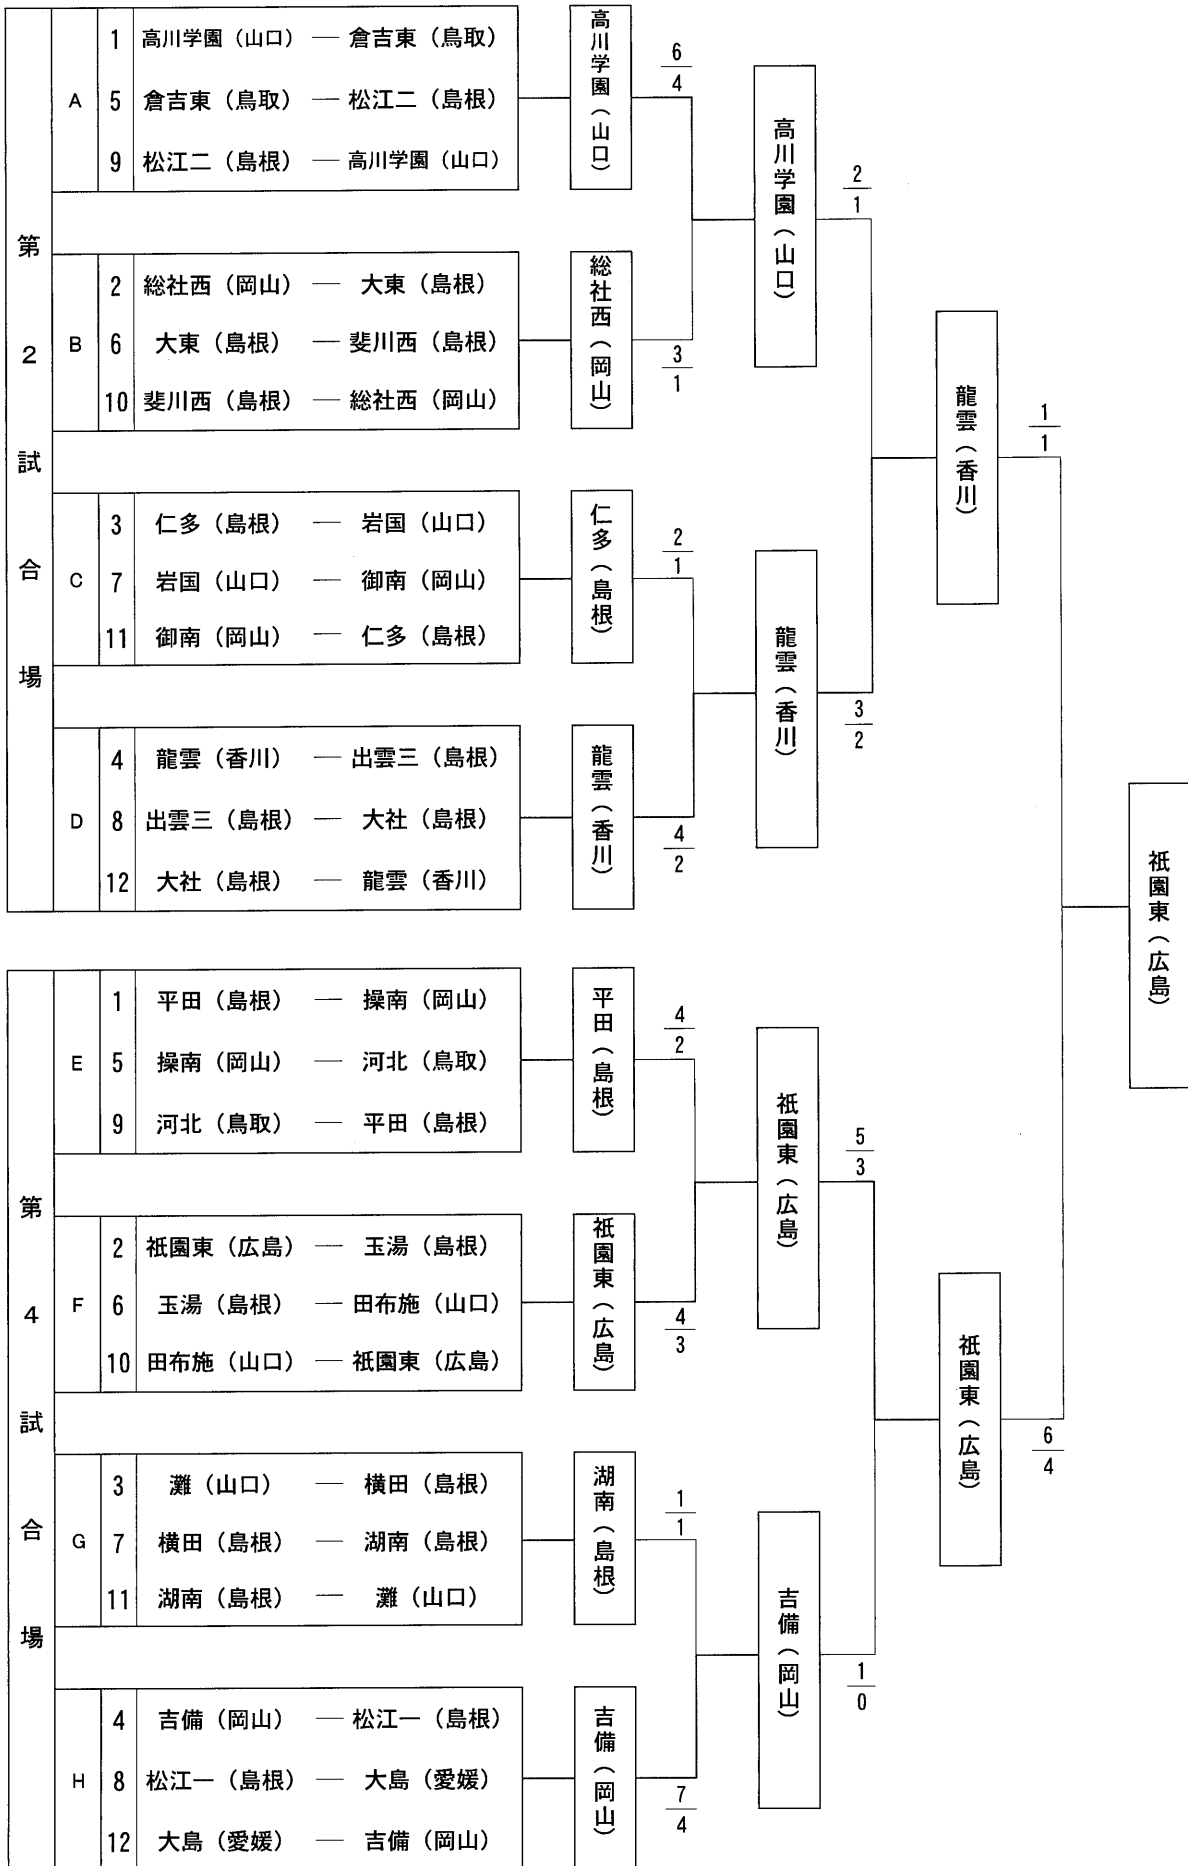 第2試合場
A
1 高川学園（山口） ― 倉吉東（鳥取）
5 倉吉東（鳥取） ― 松江二（島根）
9 松江二（島根） ― 高川学園（山口）
高川学園（山口）
6/4
B
2 総社西（岡山） ― 大東（島根）
6 大東（島根） ― 斐川西（島根）
10 斐川西（島根） ― 総社西（岡山）
総社西（岡山）
3/1
高川学園（山口）
2/1
C
3 仁多（島根） ― 岩国（山口）
7 岩国（山口） ― 御南（岡山）
11 御南（岡山） ― 仁多（島根）
仁多（島根）
2/1
D
4 龍雲（香川） ― 出雲三（島根）
8 出雲三（島根） ― 大社（島根）
12 大社（島根） ― 龍雲（香川）
龍雲（香川）
4/2
龍雲（香川）
3/2
龍雲（香川）
1/1
第4試合場
E
1 平田（島根） ― 操南（岡山）
5 操南（岡山） ― 河北（鳥取）
9 河北（鳥取） ― 平田（島根）
平田（島根）
4/2
F
2 祇園東（広島） ― 玉湯（島根）
6 玉湯（島根） ― 田布施（山口）
10 田布施（山口） ― 祇園東（広島）
祇園東（広島）
4/3
祇園東（広島）
5/3
G
3 灘（山口） ― 横田（島根）
7 横田（島根） ― 湖南（島根）
11 湖南（島根） ― 灘（山口）
湖南（島根）
1/1
H
4 吉備（岡山） ― 松江一（島根）
8 松江一（島根） ― 大島（愛媛）
12 大島（愛媛） ― 吉備（岡山）
吉備（岡山）
7/4
吉備（岡山）
1/0
祇園東（広島）
6/4
祇園東（広島）